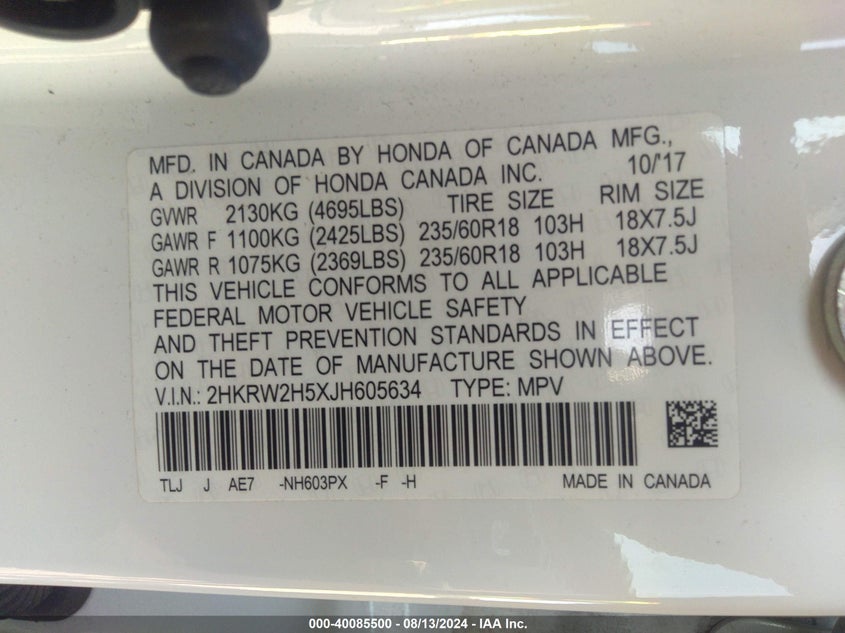 MFD. IN CANADA BY HONDA OF CANADA MFG.,
A DIVISION OF HONDA CANADA INC. 10/'17
GVWR 2130KG (4695LBS) TIRE SIZE RIM SIZE
GAWR F 1100KG (2425LBS) 235/60R18 103H 18X7.5J
GAWR R 1075KG (2369LBS) 235/60R18 103H 18X7.5J
THIS VEHICLE CONFORMS TO ALL APPLICABLE
FEDERAL MOTOR VEHICLE SAFETY
AND THEFT PREVENTION STANDARDS IN EFFECT
ON THE DATE OF MANUFACTURE SHOWN ABOVE.
V.I.N.: 2HKRW2H5XJH605634 TYPE: MPV
TLJ J AE7 -NH603PX -F -H MADE IN CANADA
000-40085500 - 08/13/2024 - IAA Inc.